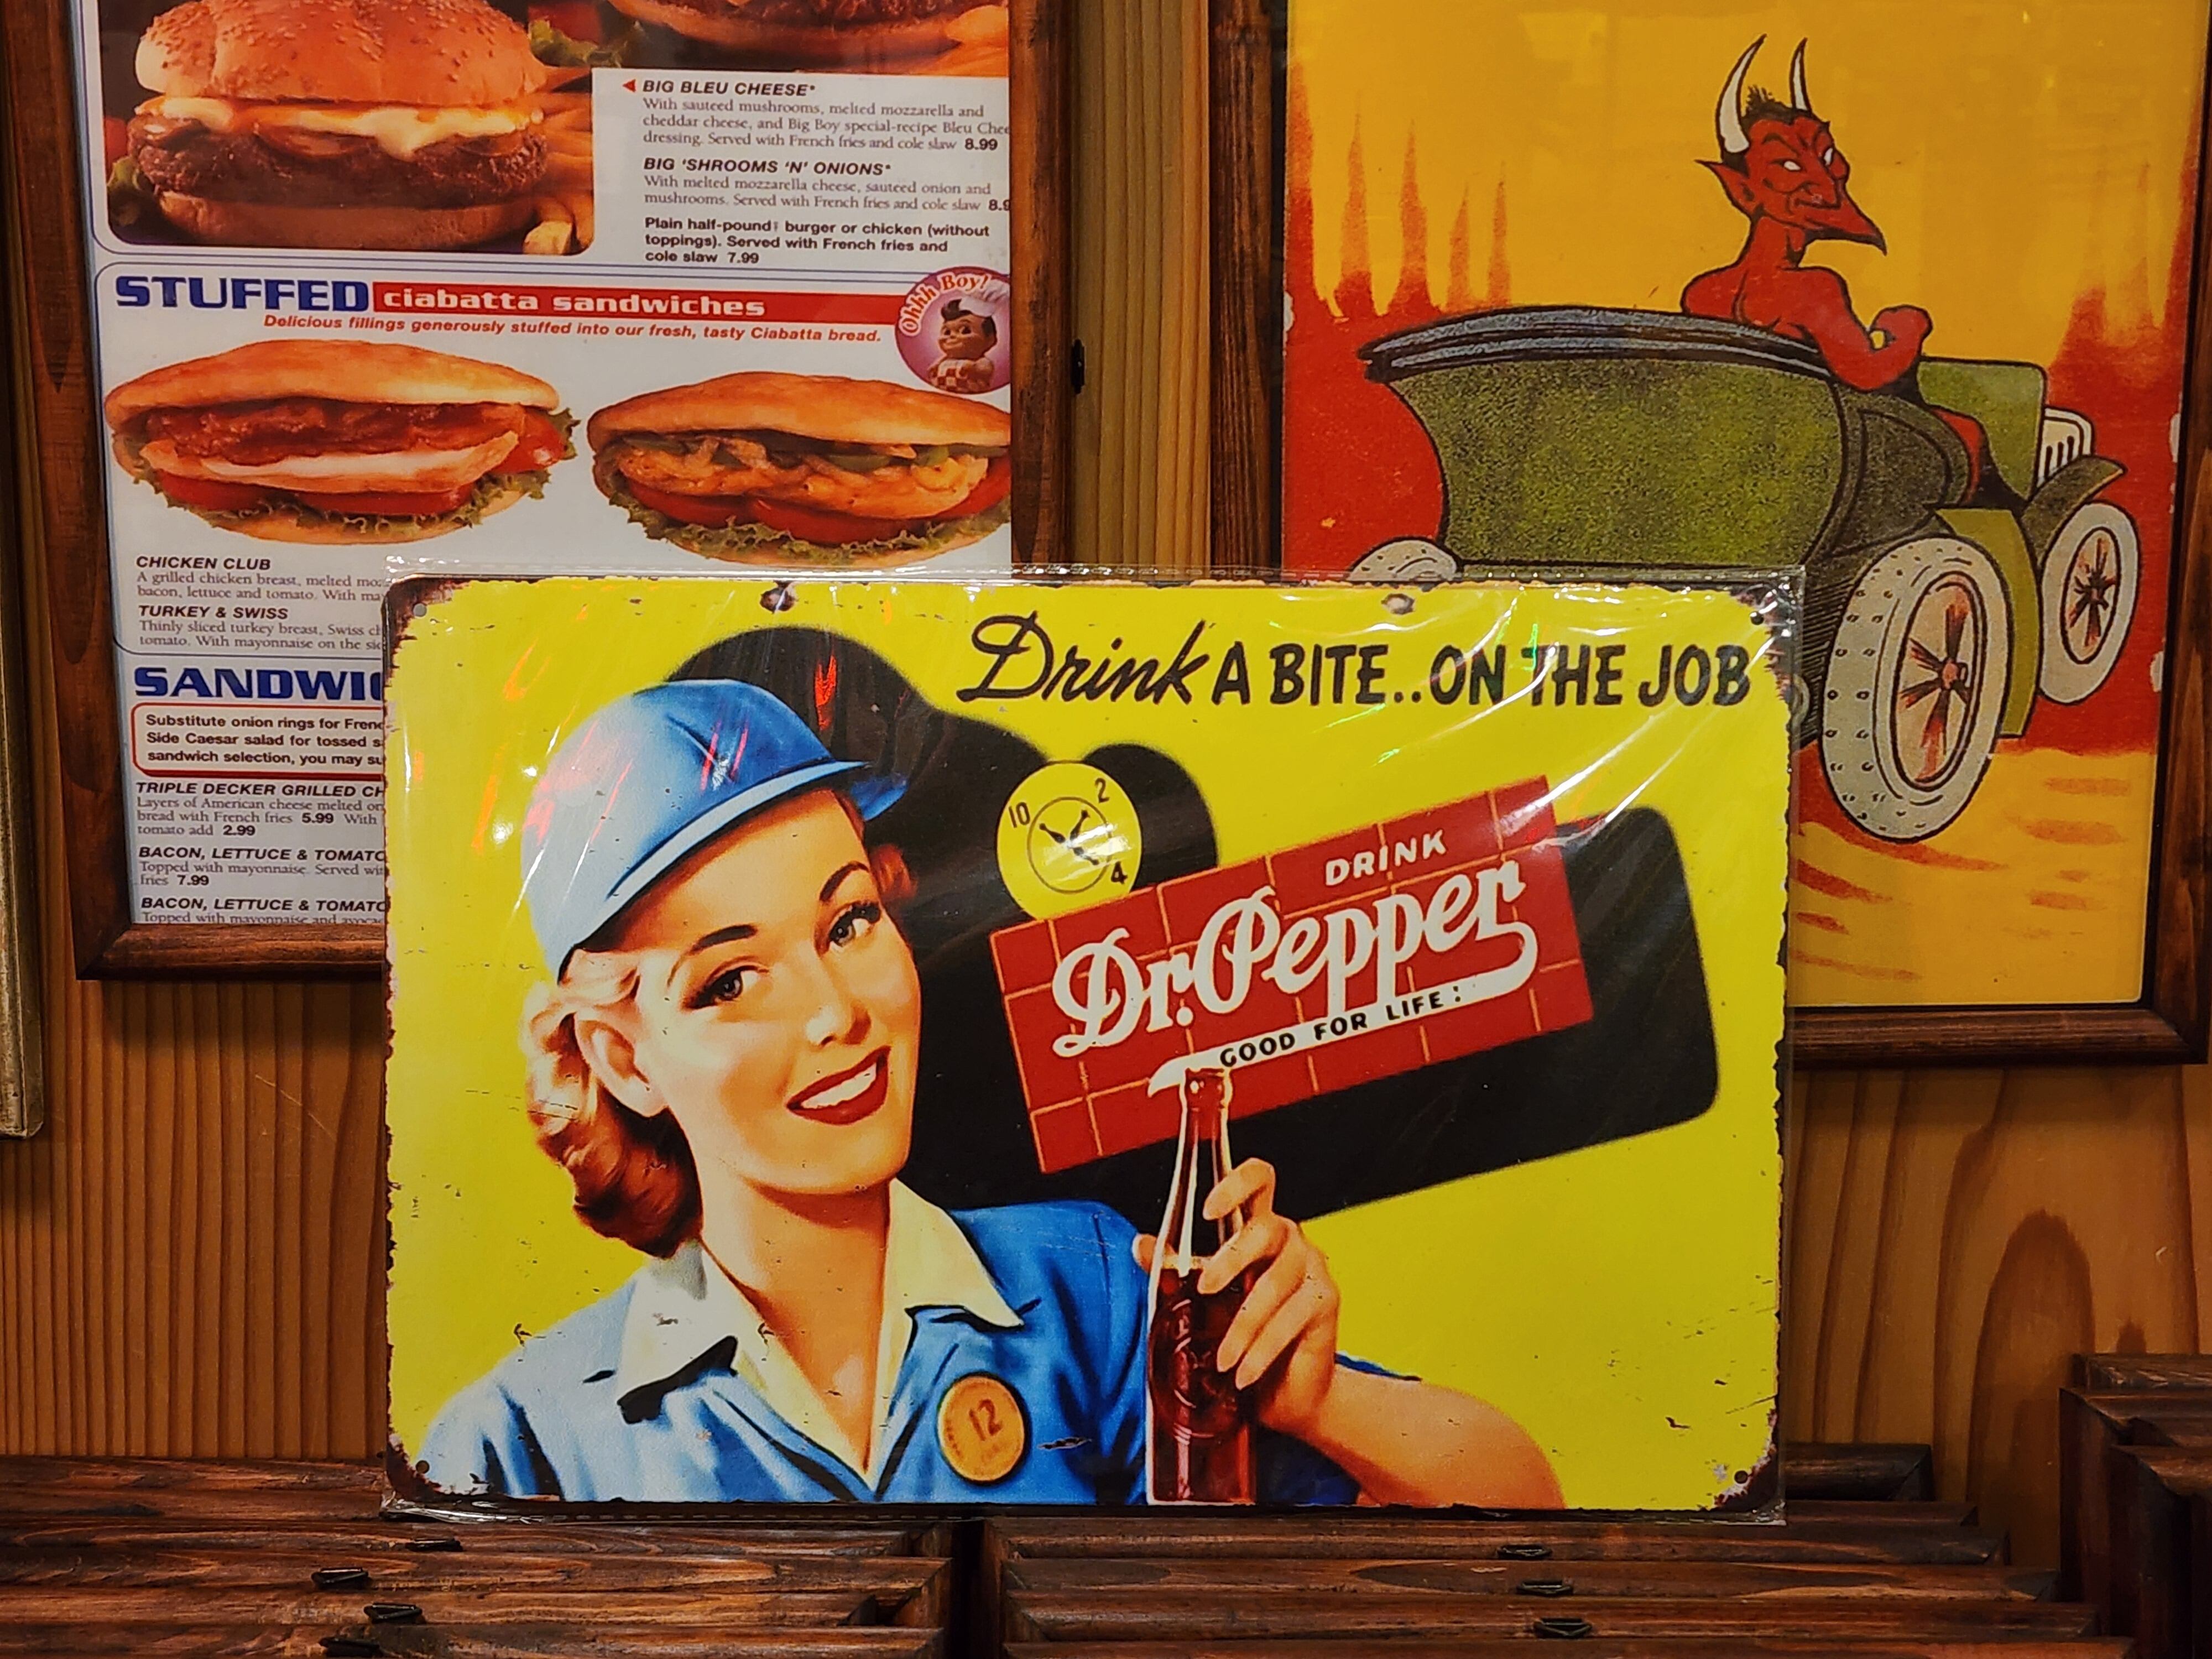 BIG BLEU CHEESE*
With sauteed mushrooms, melted mozzarella and
cheddar cheese, and Big Boy special-recipe Bleu
dressing. Served with French fries and cole slaw 8.99
BIG 'SHROOMS 'N' ONIONS*
With melted mozzarella cheese, sauteed onion and
mushrooms. Served with French fries and cole slaw
Plain half-pound burger or chicken (without
toppings). Served with French fries and
cole slaw 7.99
STUFFED ciabatta sandwiches
Delicious fillings generously stuffed into our fresh, tasty Ciabatta bread.
Ohhh Boy!
CHICKEN CLUB
A grilled chicken breast, melted
bacon, lettuce and tomato. With
TURKEY & SWISS
Thinly sliced turkey breast, Swiss
tomato. With mayonnaise on the
Substitute onion rings for
Side Caesar salad for tossed
sandwich selection, you may
TRIPLE DECKER GRILLED
Layers of American cheese melted on
bread with French fries 5.99 With
tomato add 2.99
BACON, LETTUCE & TOMATO
Topped with mayonnaise. Served
fries 7.99
BACON, LETTUCE & TOMATO
Topped with mayonnaise and
Drink A BITE..ON THE JOB
10 2
4
DRINK
Dr. Pepper
GOOD FOR LIFE!
12